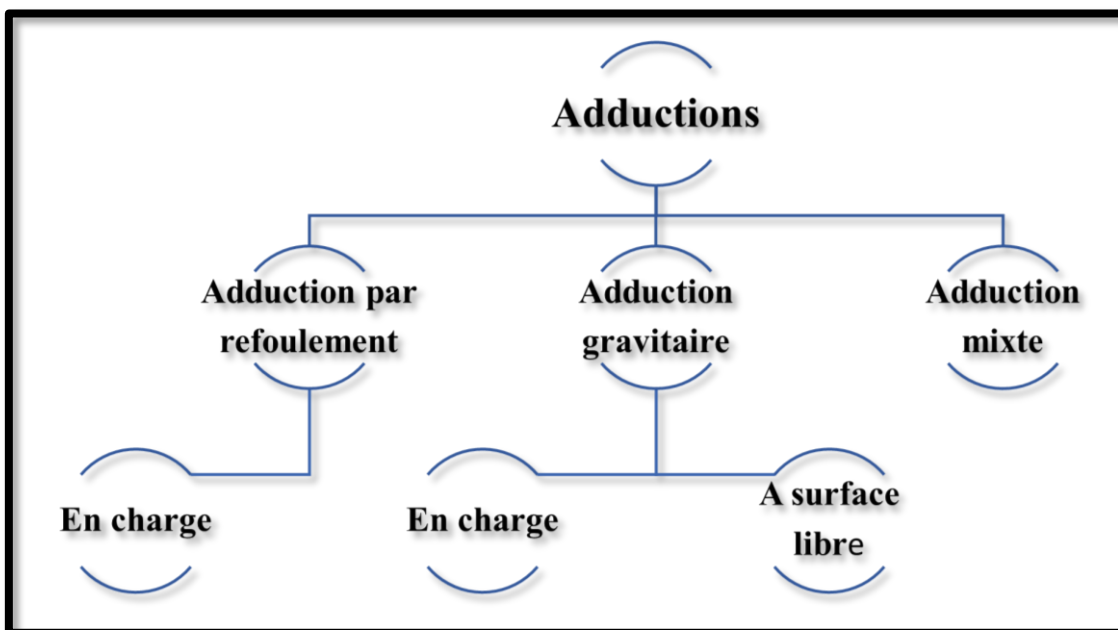 Adductions
Adduction par
refoulement
Adduction
gravitaire
Adduction
mixte
En charge
En charge
A surface
libre